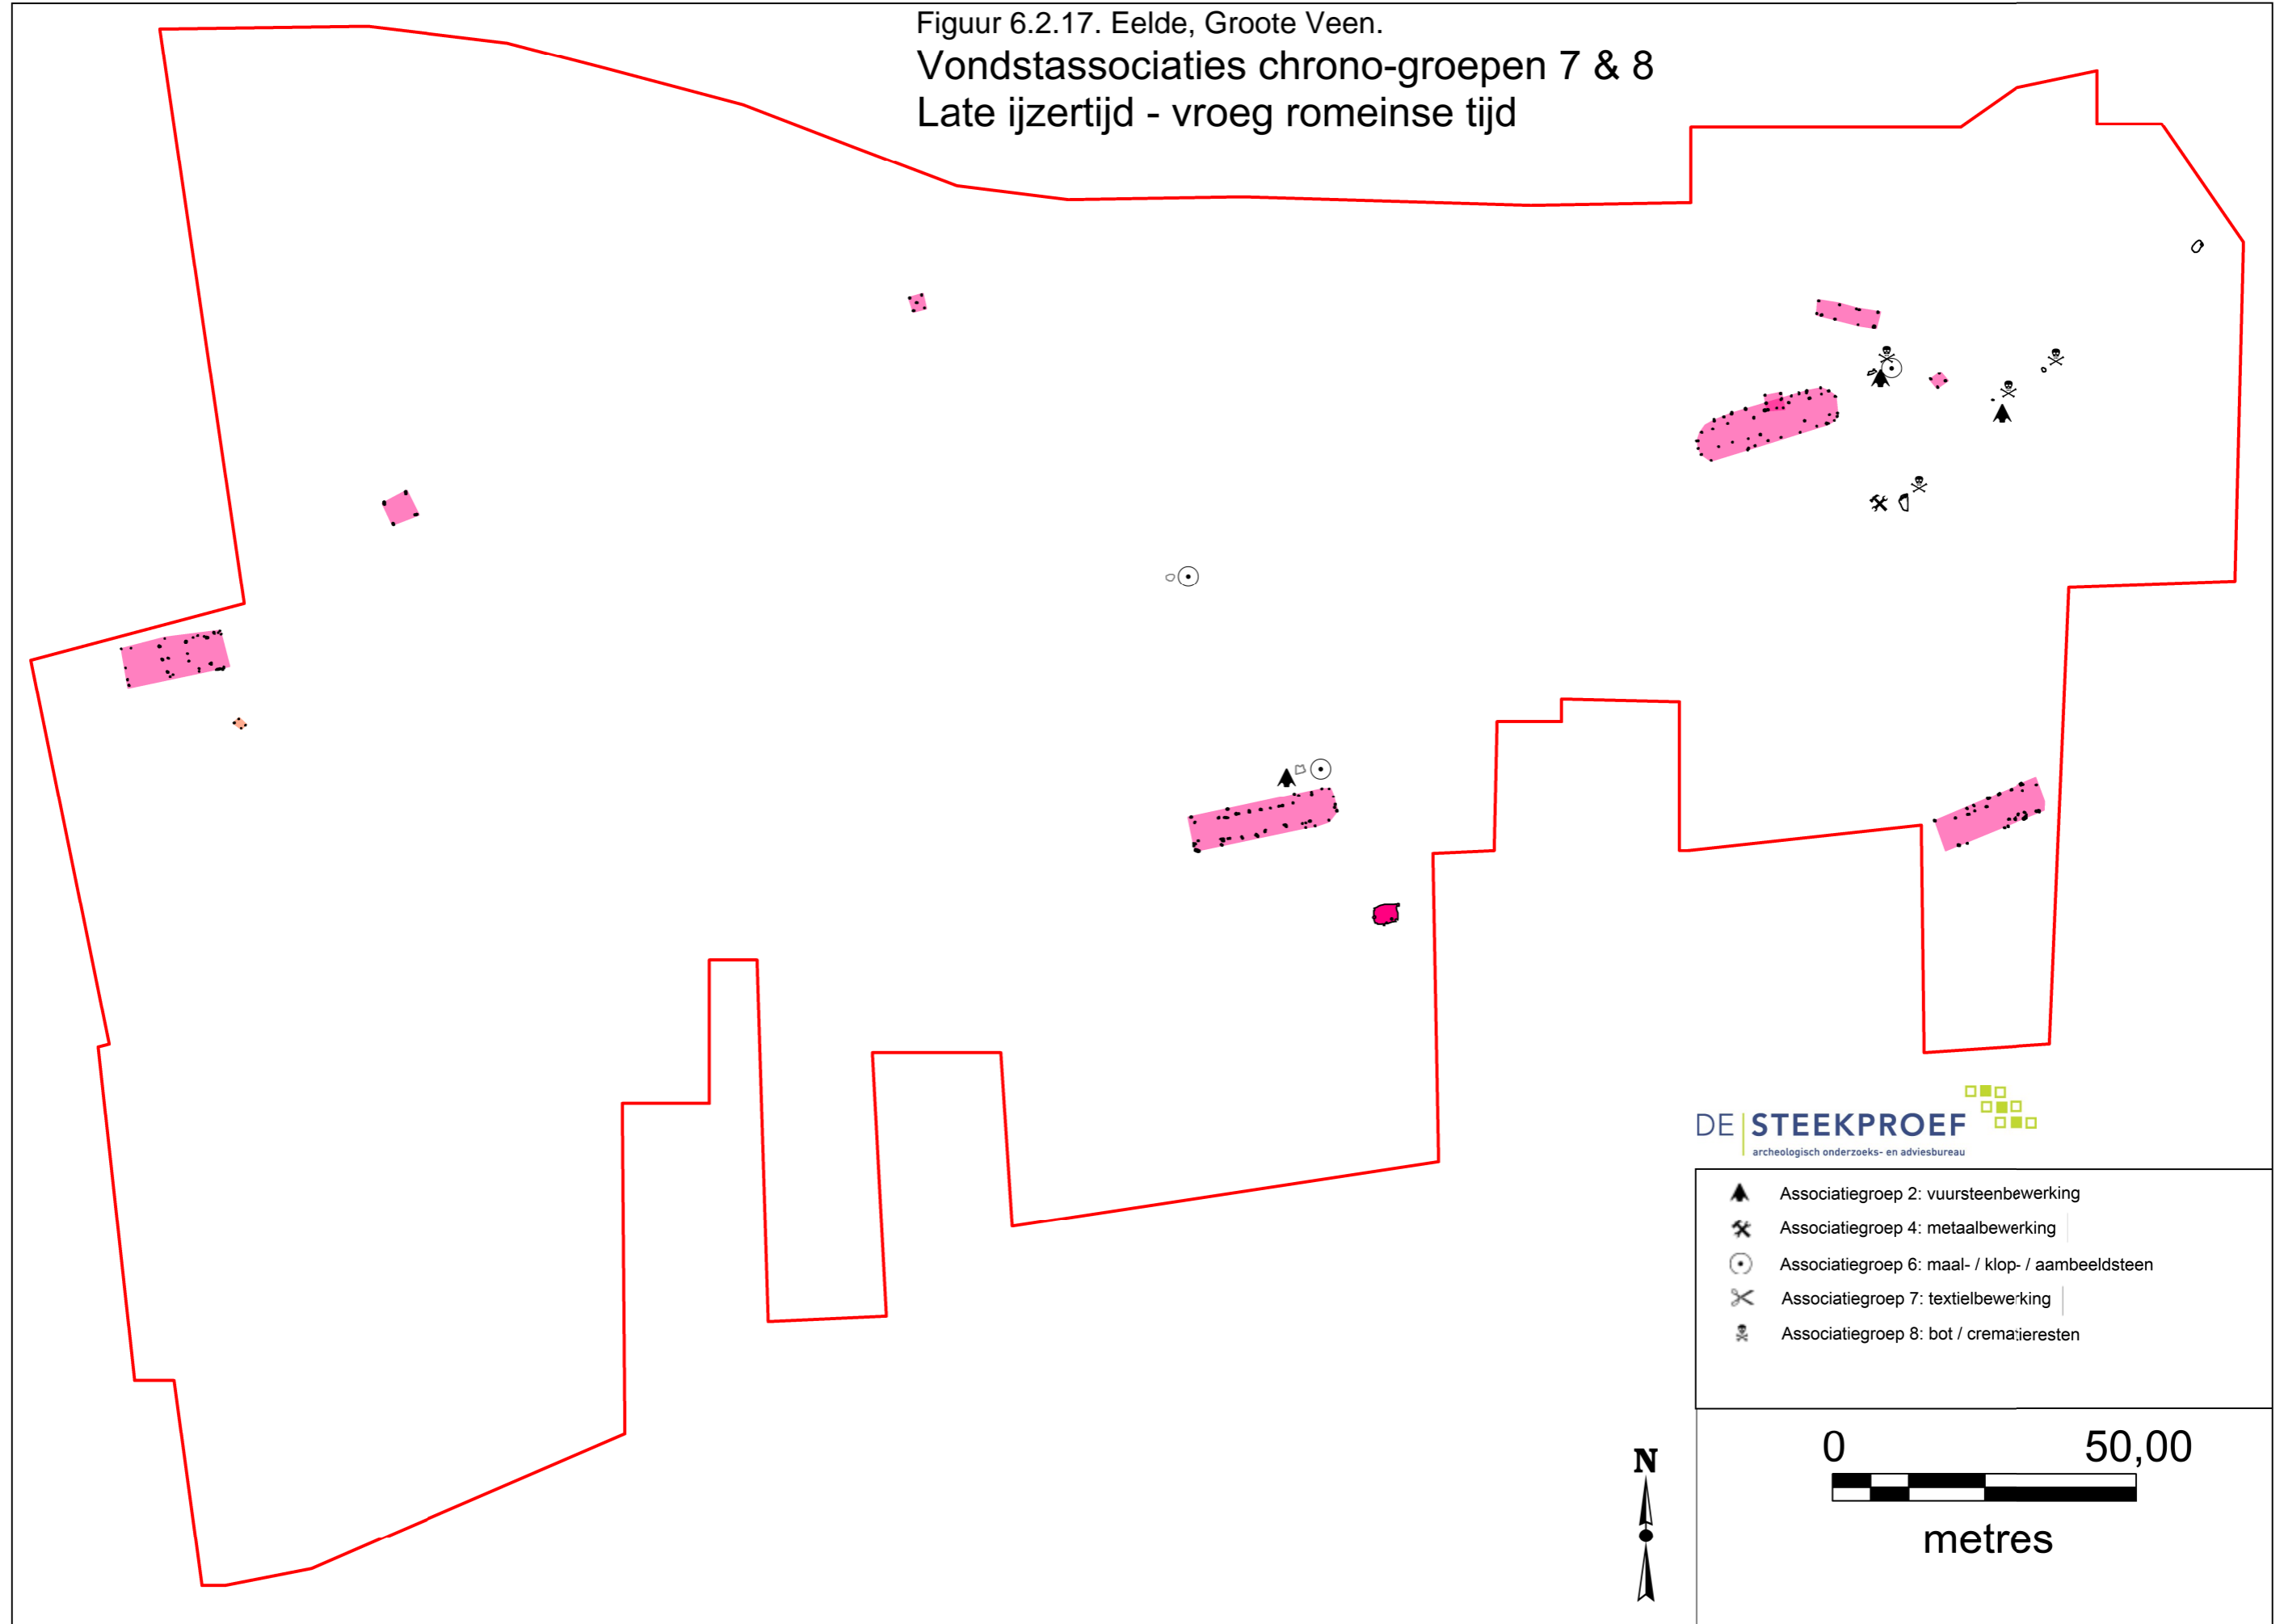 Figuur 6.2.17. Eelde, Groote Veen.
Vondstassociaties chrono-groepen 7 & 8
Late ijzertijd - vroeg romeinse tijd
DE STEEKPROEF
archeologisch onderzoeks- en adviesbureau
Associatiegroep 2: vuursteenbewerking
Associatiegroep 4: metaalbewerking
Associatiegroep 6: maal- / klop- / aambeeldsteen
Associatiegroep 7: textielbewerking
Associatiegroep 8: bot / crematieresten
N
0 50,00
metres